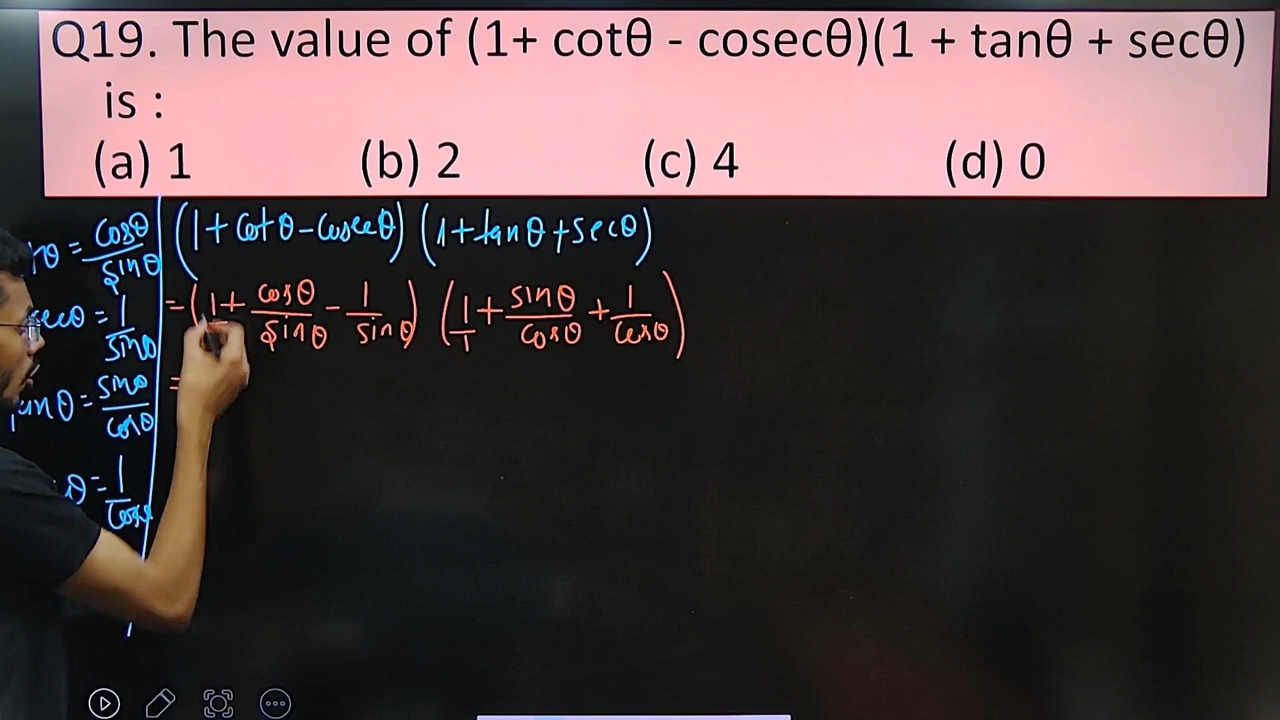 Q19. The value of (1+ cotθ - cosecθ)(1 + tanθ + secθ)
is :
(a) 1 (b) 2 (c) 4 (d) 0
θ = cosθ/sinθ
secθ = 1/sinθ
tanθ = sinθ/cosθ
θ = 1/cosθ
(1+cotθ-cosecθ) (1+tanθ+secθ)
= (1/ + cosθ/sinθ - 1/sinθ) (1/1 + sinθ/cosθ + 1/cosθ)
=